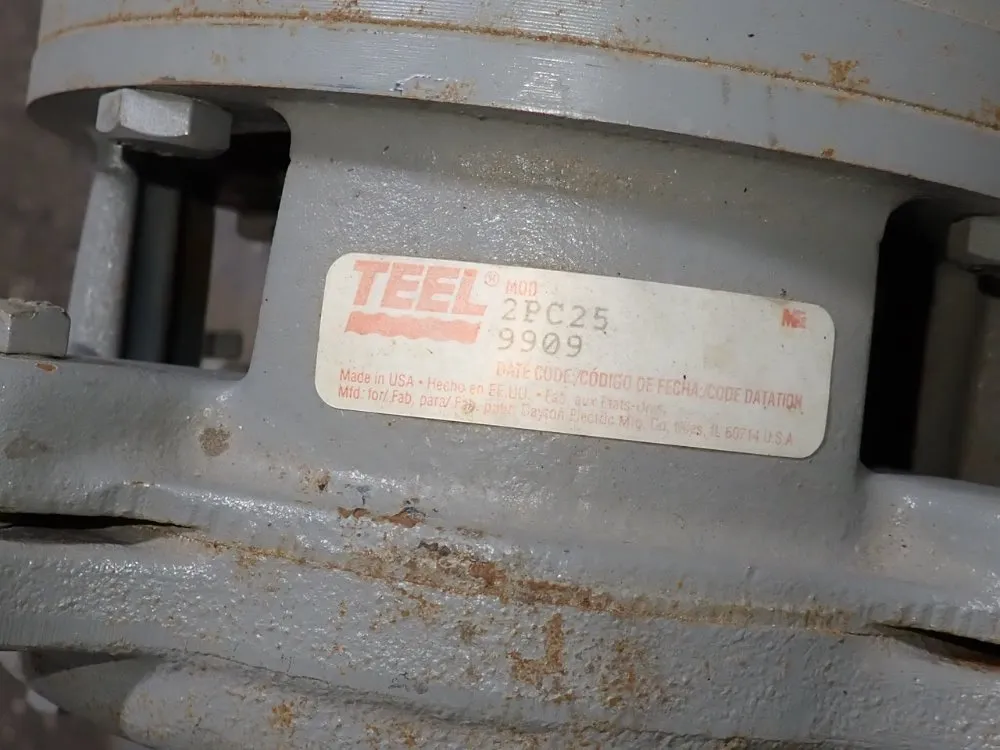 TEEL®
MOD
2PC25
9909
DATE CODE/CÓDIGO DE FECHA/CODE DATATION
Made in USA • Hecho en EE.UU. • Fab. aux Etats-Unis
Mfd. for/ Fab. para/ Fab. pour: Dayton Electric Mfg. Co. Niles, IL 60714 U.S.A.